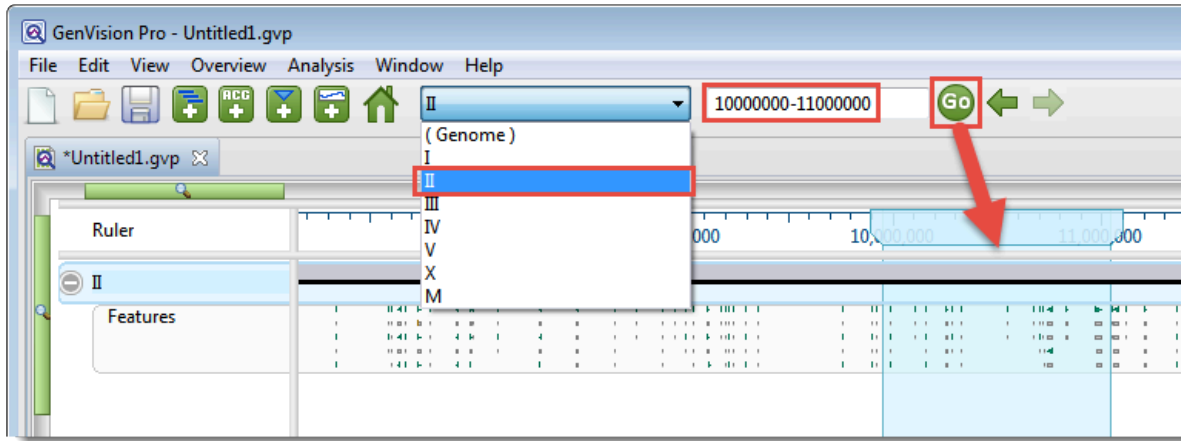 GenVision Pro - Untitled1.gvp
File Edit View Overview Analysis Window Help
ACG II 10000000-11000000 Go
*Untitled1.gvp
( Genome )
I
II
III
IV
V
X
M
Ruler 000 10,000,000 11,000,000
II
Features